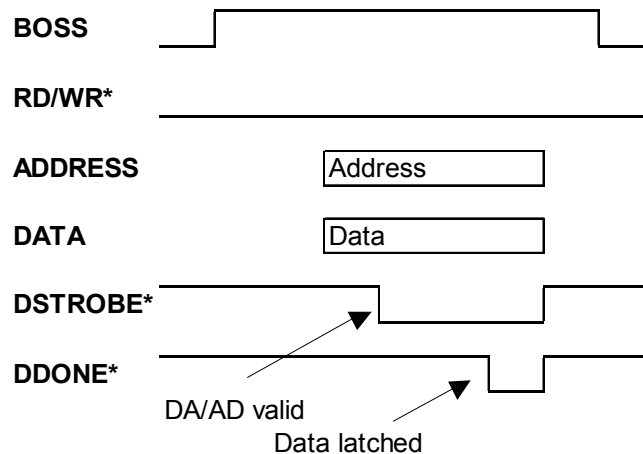 BOSS
RD/WR*
ADDRESS
Address
DATA
Data
DSTROBE*
DDONE*
DA/AD valid
Data latched